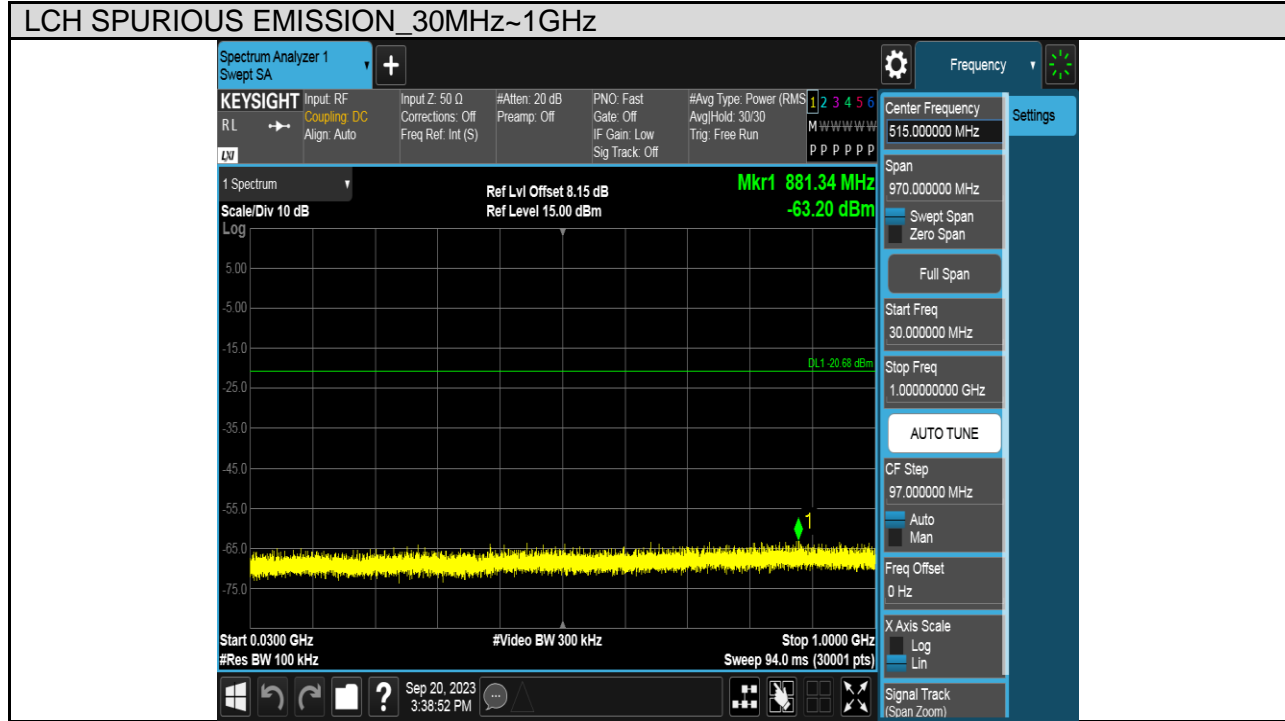 LCH SPURIOUS EMISSION_30MHz~1GHz
Spectrum Analyzer 1
Swept SA
Frequency
KEYSIGHT
RL
LXI
Input: RF
Coupling: DC
Align: Auto
Input Z: 50 Ω
Corrections: Off
Freq Ref: Int (S)
#Atten: 20 dB
Preamp: Off
PNO: Fast
Gate: Off
IF Gain: Low
Sig Track: Off
#Avg Type: Power (RMS
Avg|Hold: 30/30
Trig: Free Run
1 2 3 4 5 6
M W W W W W
P P P P P P
1 Spectrum
Scale/Div 10 dB
Ref Lvl Offset 8.15 dB
Ref Level 15.00 dBm
Mkr1 881.34 MHz
-63.20 dBm
Log
5.00
-5.00
-15.0
DL1 -20.68 dBm
-25.0
-35.0
-45.0
-55.0
1
-65.0
-75.0
Start 0.0300 GHz
#Video BW 300 kHz
Stop 1.0000 GHz
#Res BW 100 kHz
Sweep 94.0 ms (30001 pts)
Sep 20, 2023
3:38:52 PM
Center Frequency
515.000000 MHz
Settings
Span
970.000000 MHz
Swept Span
Zero Span
Full Span
Start Freq
30.000000 MHz
Stop Freq
1.000000000 GHz
AUTO TUNE
CF Step
97.000000 MHz
Auto
Man
Freq Offset
0 Hz
X Axis Scale
Log
Lin
Signal Track
(Span Zoom)